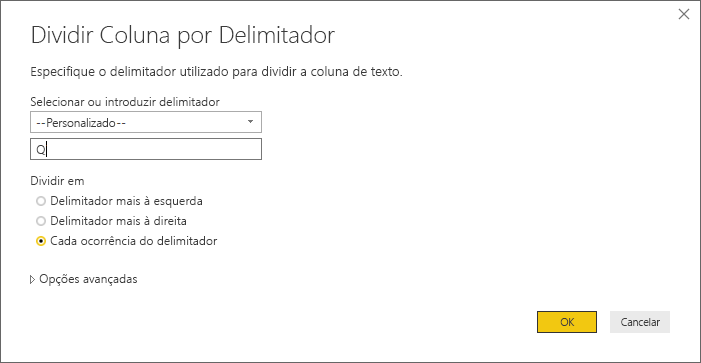 Dividir Coluna por Delimitador
Especifique o delimitador utilizado para dividir a coluna de texto.
Selecionar ou introduzir delimitador
--Personalizado--
Q
Dividir em
Delimitador mais à esquerda
Delimitador mais à direita
Cada ocorrência do delimitador
Opções avançadas
OK
Cancelar